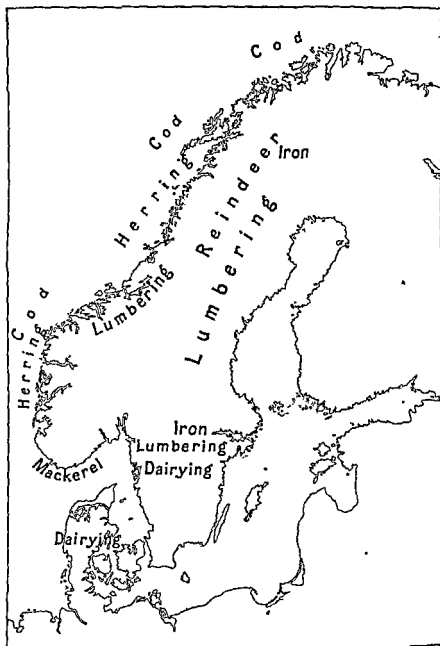 Cod
Cod
Herring
Reindeer
Iron
Lumbering
Lumbering
Cod
Herring
Iron
Lumbering
Dairying
Mackerel
Dairying